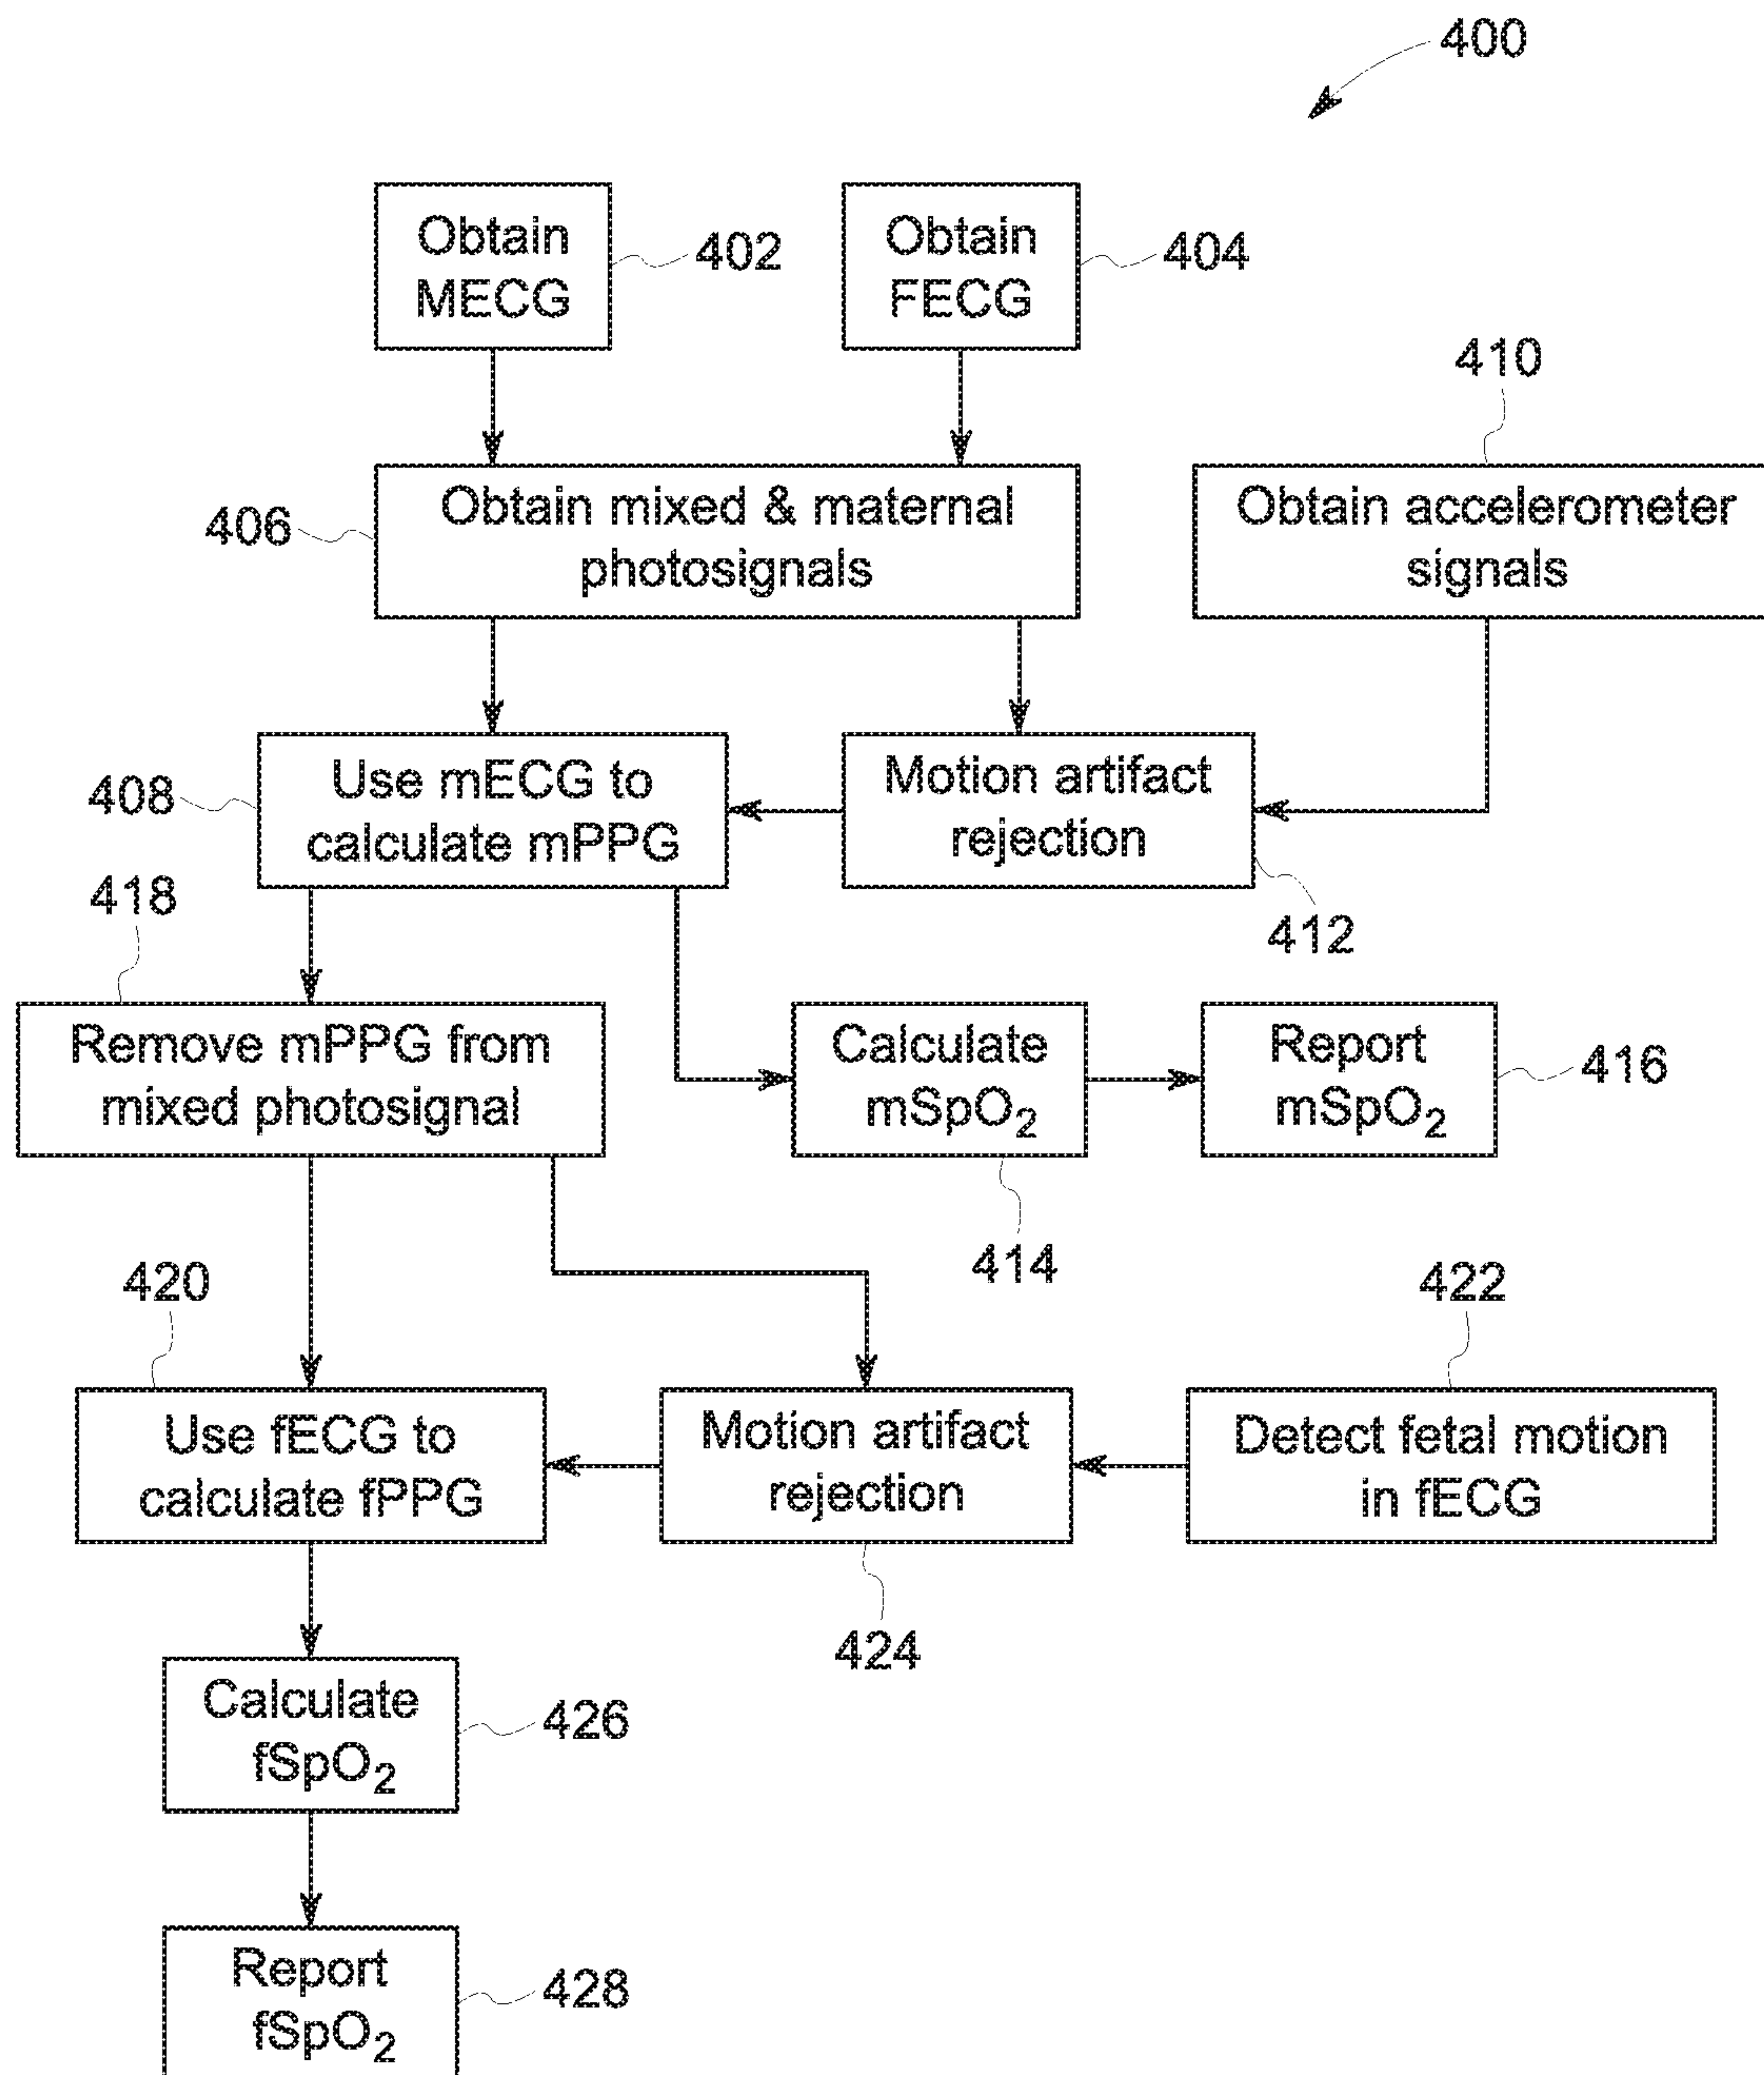 400
Obtain
MECG
402
Obtain
FECG
404
410
406
Obtain mixed & maternal
photosignals
Obtain accelerometer
signals
408
Use mECG to
calculate mPPG
Motion artifact
rejection
412
418
Remove mPPG from
mixed photosignal
Calculate
mSpO₂
Report
mSpO₂
416
414
420
422
Use fECG to
calculate fPPG
Motion artifact
rejection
Detect fetal motion
in fECG
424
Calculate
fSpO₂
426
Report
fSpO₂
428